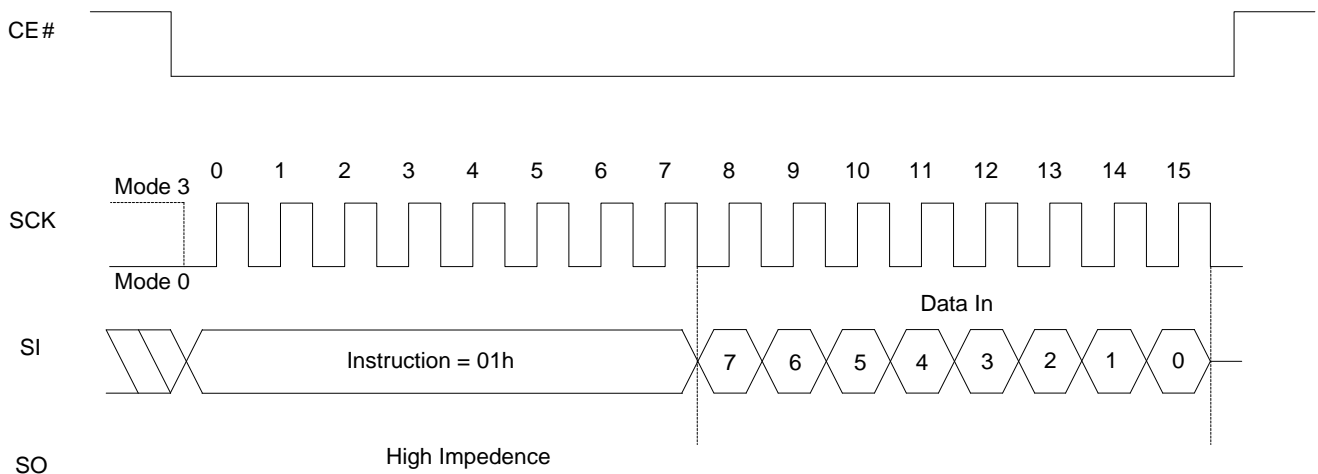 CE#
0 1 2 3 4 5 6 7 8 9 10 11 12 13 14 15
Mode 3
SCK
Mode 0
Data In
SI
Instruction = 01h
7 6 5 4 3 2 1 0
High Impedence
SO